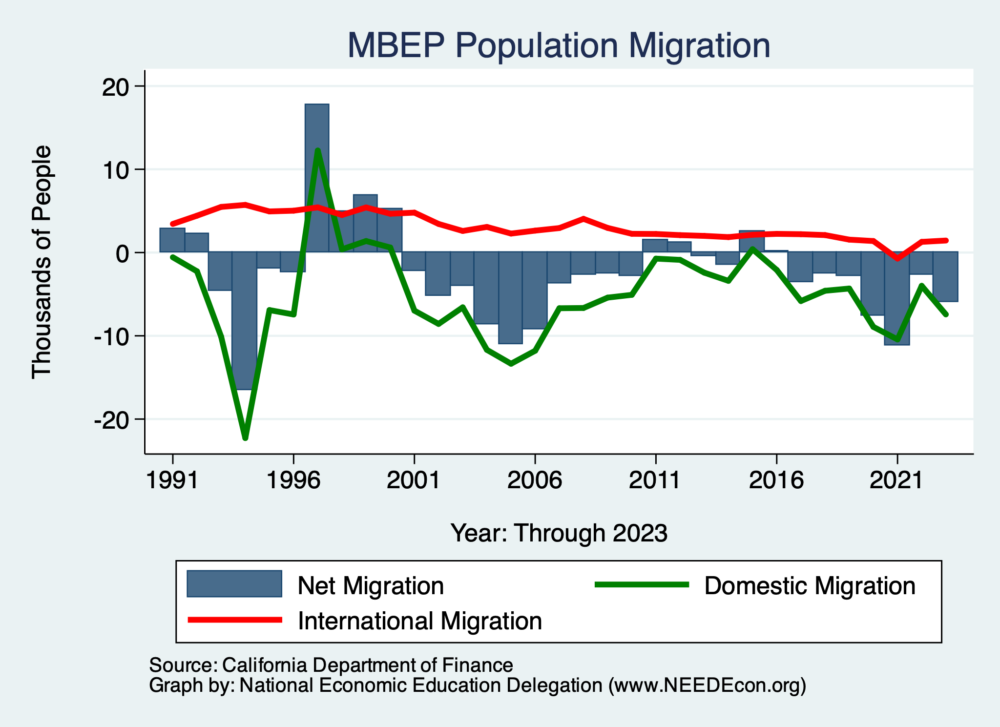 MBEP Population Migration
Thousands of People
20
10
0
-10
-20
1991 1996 2001 2006 2011 2016 2021
Year: Through 2023
Net Migration Domestic Migration
International Migration
Source: California Department of Finance
Graph by: National Economic Education Delegation (www.NEEDEcon.org)